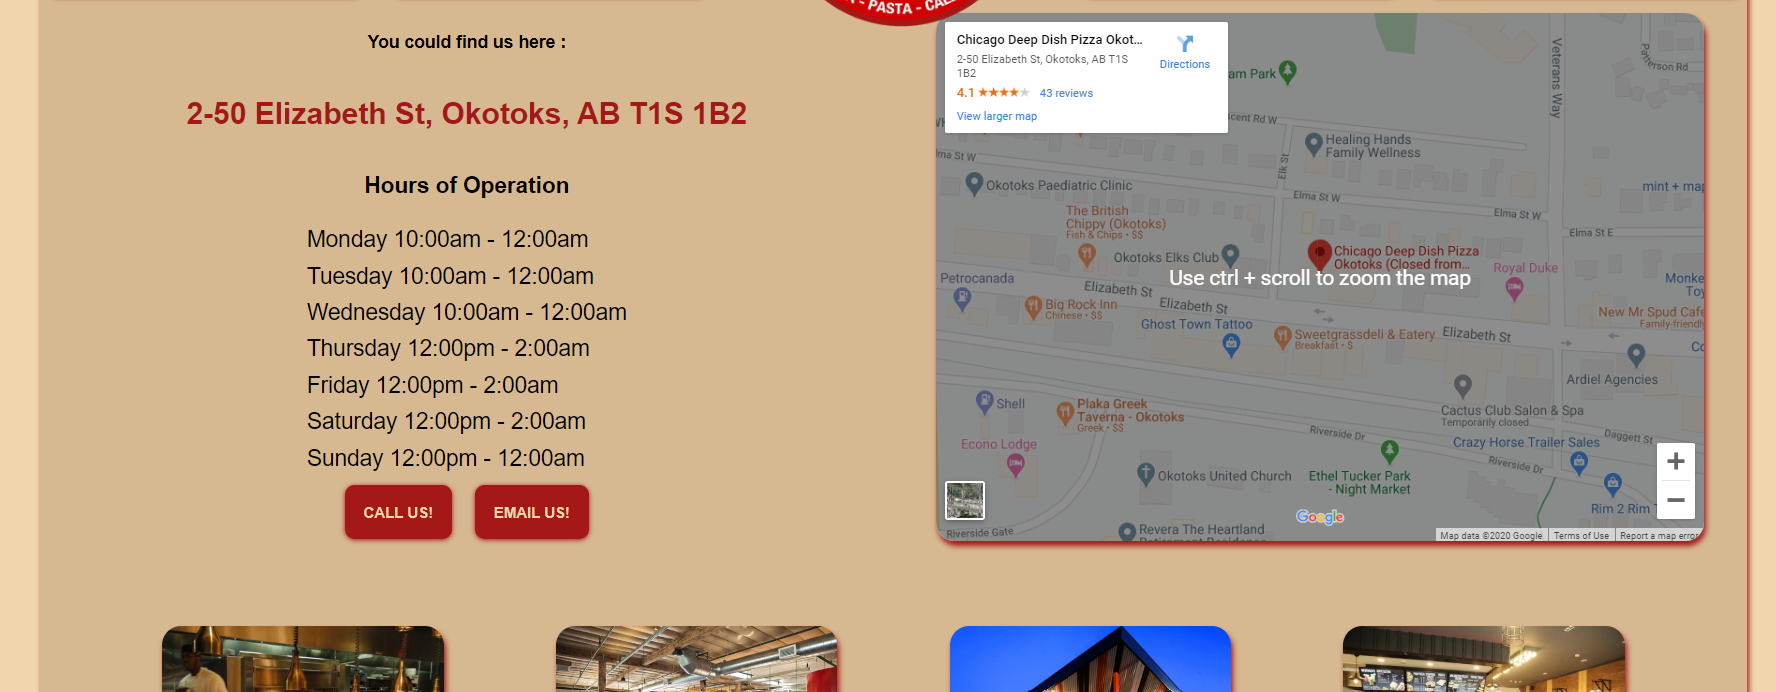 - PASTA -
You could find us here :
2-50 Elizabeth St, Okotoks, AB T1S 1B2
Hours of Operation
Monday 10:00am - 12:00am
Tuesday 10:00am - 12:00am
Wednesday 10:00am - 12:00am
Thursday 12:00pm - 2:00am
Friday 12:00pm - 2:00am
Saturday 12:00pm - 2:00am
Sunday 12:00pm - 12:00am
CALL US!
EMAIL US!
Chicago Deep Dish Pizza Okot...
2-50 Elizabeth St, Okotoks, AB T1S
1B2
4.1
43 reviews
View larger map
Directions
am Park
Veterans Way
Patterson Rd
cent Rd W
Healing Hands
Family Wellness
ma St W
Elk St
Okotoks Paediatric Clinic
mint + ma
Elma St W
Elma St W
Elma St E
The British
Chippy (Okotoks)
Fish & Chips • $$
Okotoks Elks Club
Chicago Deep Dish Pizza
Okotoks (Closed from...
Use ctrl + scroll to zoom the map
Royal Duke
Petrocanada
Elizabeth St
Elizabeth St
Elizabeth St
Big Rock Inn
Chinese • $$
Ghost Town Tattoo
Sweetgrassdeli & Eatery
Breakfast • $
Monke
Toy
New Mr Spud Cafe
Family-friendly
Co
Ardiel Agencies
Shell
Plaka Greek
Taverna - Okotoks
Greek • $$
Cactus Club Salon & Spa
Temporarily closed
Riverside Dr
Daggett St
Econo Lodge
Crazy Horse Trailer Sales
Riverside Dr
Okotoks United Church
Ethel Tucker Park
- Night Market
Rim 2 Rim
Google
Riverside Gate
Revera The Heartland
Retirement Residence
Map data ©2020 Google
Terms of Use
Report a map error